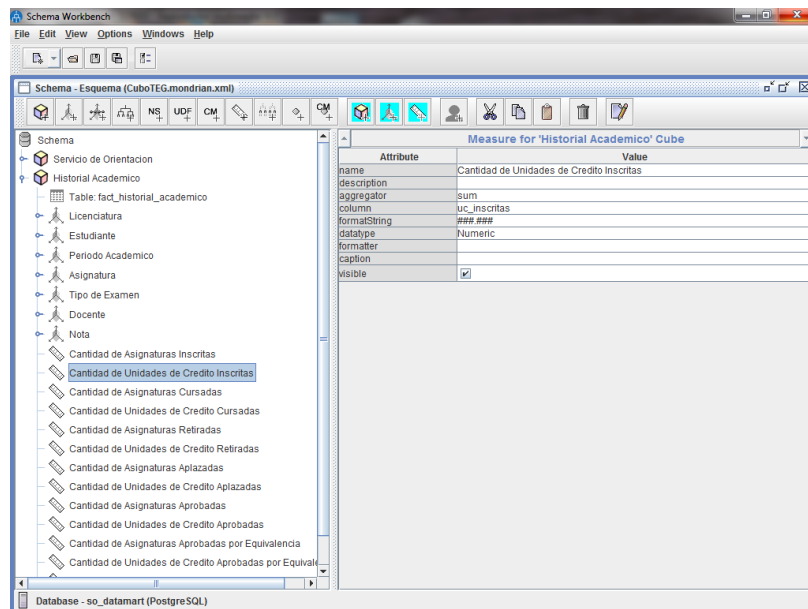 Schema Workbench
File Edit View Options Windows Help
Schema - Esquema (CuboTEG.mondrian.xml)
NS UDF CM CM
Schema
Servicio de Orientacion
Historial Academico
Table: fact_historial_academico
Licenciatura
Estudiante
Periodo Academico
Asignatura
Tipo de Examen
Docente
Nota
Cantidad de Asignaturas Inscritas
Cantidad de Unidades de Credito Inscritas
Cantidad de Asignaturas Cursadas
Cantidad de Unidades de Credito Cursadas
Cantidad de Asignaturas Retiradas
Cantidad de Unidades de Credito Retiradas
Cantidad de Asignaturas Aplazadas
Cantidad de Unidades de Credito Aplazadas
Cantidad de Asignaturas Aprobadas
Cantidad de Unidades de Credito Aprobadas
Cantidad de Asignaturas Aprobadas por Equivalencia
Cantidad de Unidades de Credito Aprobadas por Equivale
Measure for 'Historial Academico' Cube
Attribute Value
name Cantidad de Unidades de Credito Inscritas
description
aggregator sum
column uc_inscritas
formatString ###.###
datatype Numeric
formatter
caption
visible
Database - so_datamart (PostgreSQL)